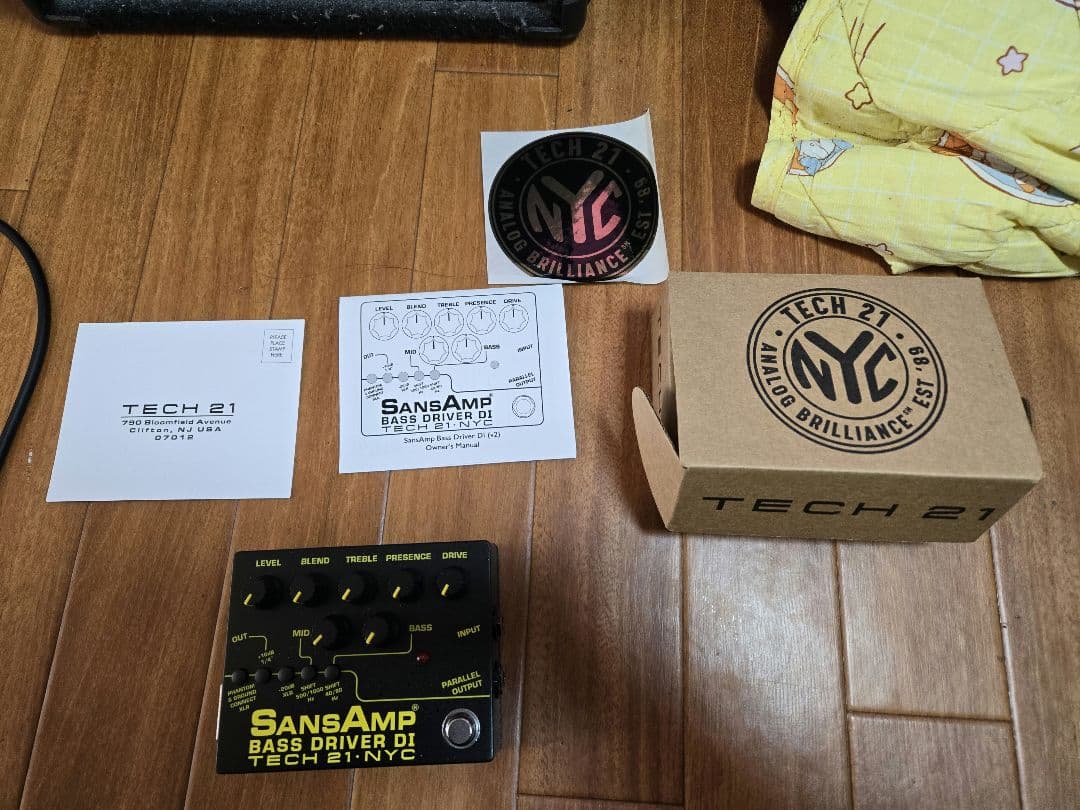 TECH 21
NYC
ANALOG BRILLIANCE EST '89
PLEASE
PLACE
STAMP
HERE
TECH 21
790 Bloomfield Avenue
Clifton, NJ USA
07012
LEVEL BLEND TREBLE PRESENCE DRIVE
MID BASS
OUT
INPUT
PARALLEL
OUTPUT
SANSAMP
BASS DRIVER DI
TECH 21·NYC
SansAmp Bass Driver DI (v2)
Owner's Manual
TECH 21
NYC
ANALOG BRILLIANCE℠ EST '89
TECH 21
LEVEL BLEND TREBLE PRESENCE DRIVE
MID BASS
OUT
INPUT
+10dB
1/4"
PHANTOM
& GROUND
CONNECT
XLR
-20dB
XLR
SHIFT
500/1000
Hz
SHIFT
40/80
Hz
PARALLEL
OUTPUT
SANSAMP®
BASS DRIVER DI
TECH 21·NYC